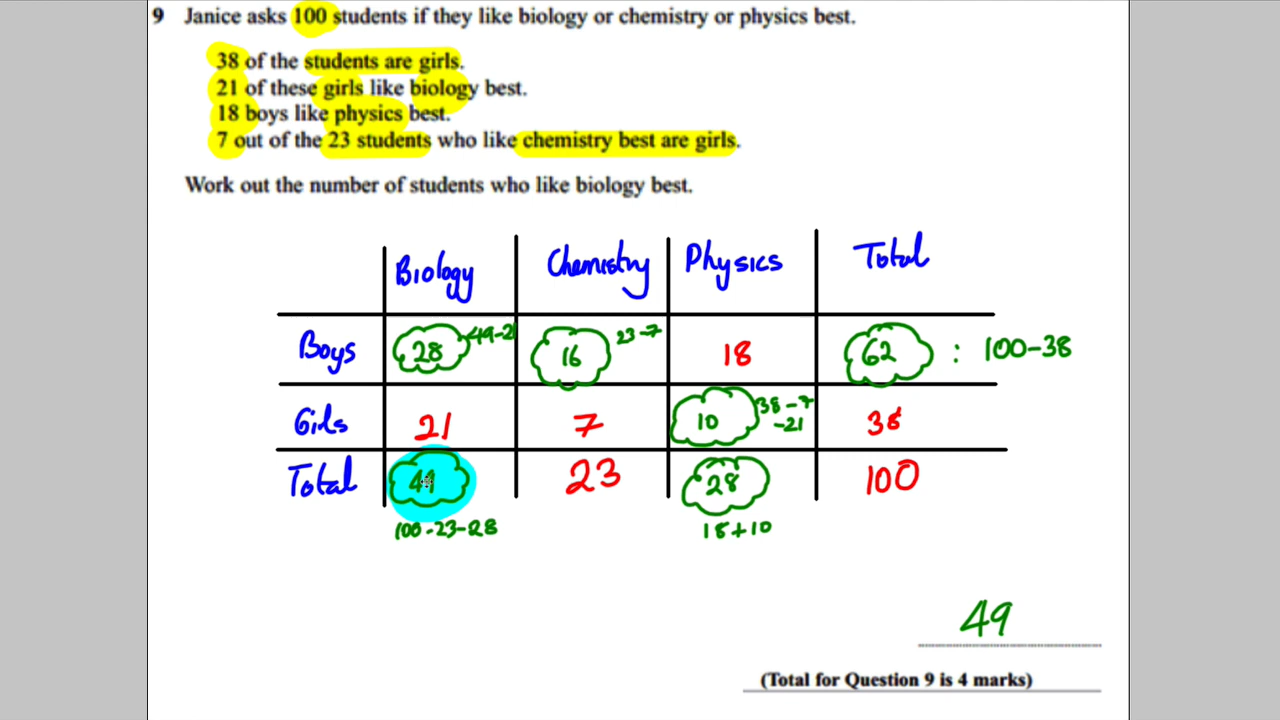 9 Janice asks 100 students if they like biology or chemistry or physics best.
38 of the students are girls.
21 of these girls like biology best.
18 boys like physics best.
7 out of the 23 students who like chemistry best are girls.
Work out the number of students who like biology best.
Biology Chemistry Physics Total
Boys 28 49-21 16 23-7 18 62 : 100-38
Girls 21 7 10 38-7-21 38
Total 49 23 28 100
100-23-28 18+10
49
(Total for Question 9 is 4 marks)